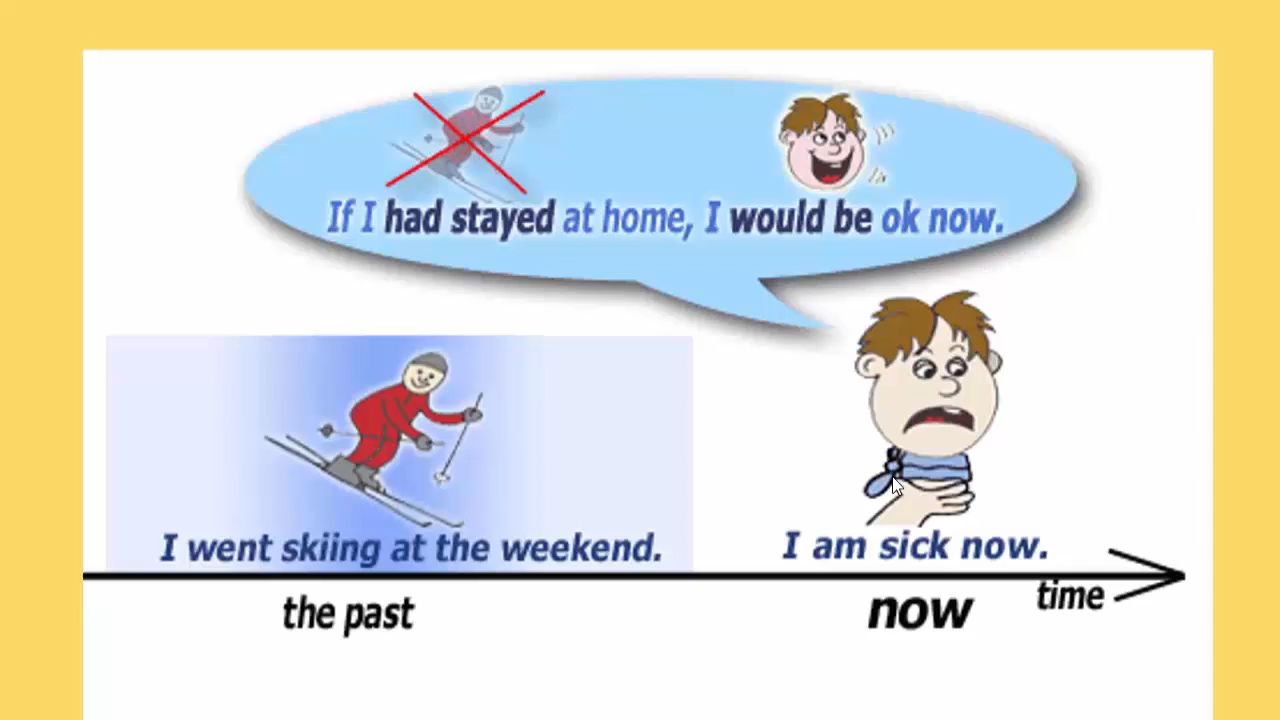 If I had stayed at home, I would be ok now.
I went skiing at the weekend.
I am sick now.
the past
now
time